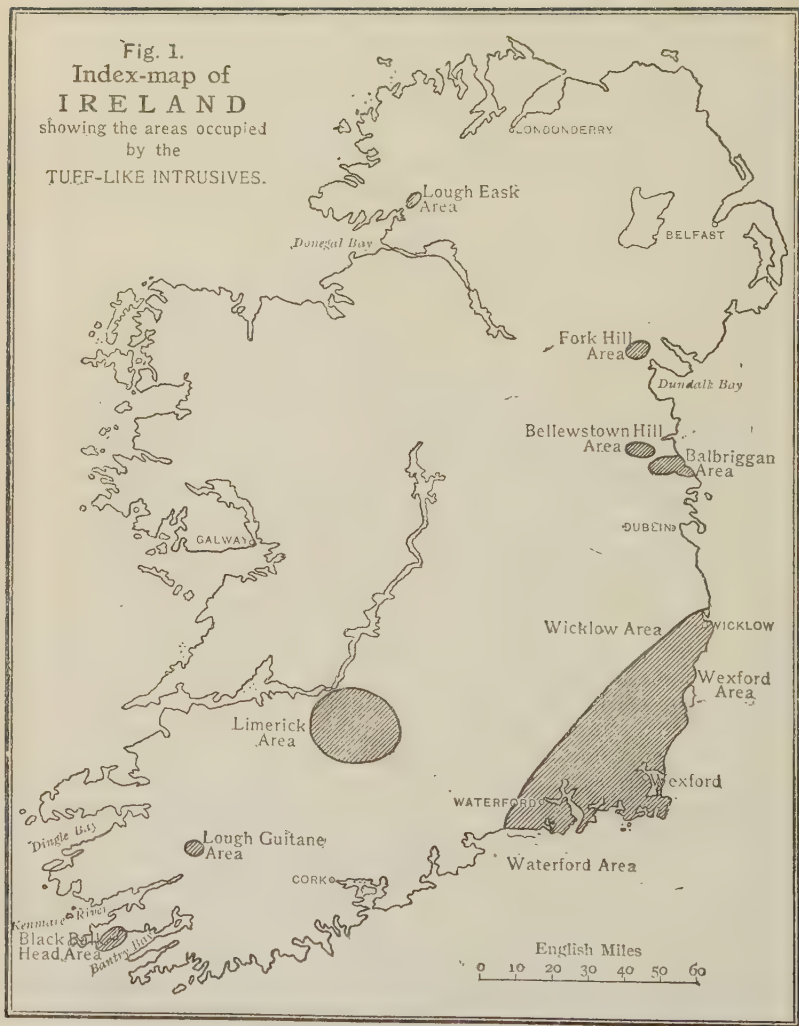 Fig. 1.
Index-map of
IRELAND
showing the areas occupied
by the
TUFF-LIKE INTRUSIVES.
LONDONDERRY
Lough Eask
Area
Donegal Bay
BELFAST
Fork Hill
Area
Dundalk Bay
Bellewstown Hill
Area
Balbriggan
Area
DUBLIN
GALWAY
Wicklow Area
WICKLOW
Wexford
Area
Limerick
Area
Wexford
WATERFORD
Dingle Bay
Lough Guitane
Area
Waterford Area
CORK
Kenmare River
Black Ball
Head Area
Bantry Bay
English Miles
0 10 20 30 40 50 60